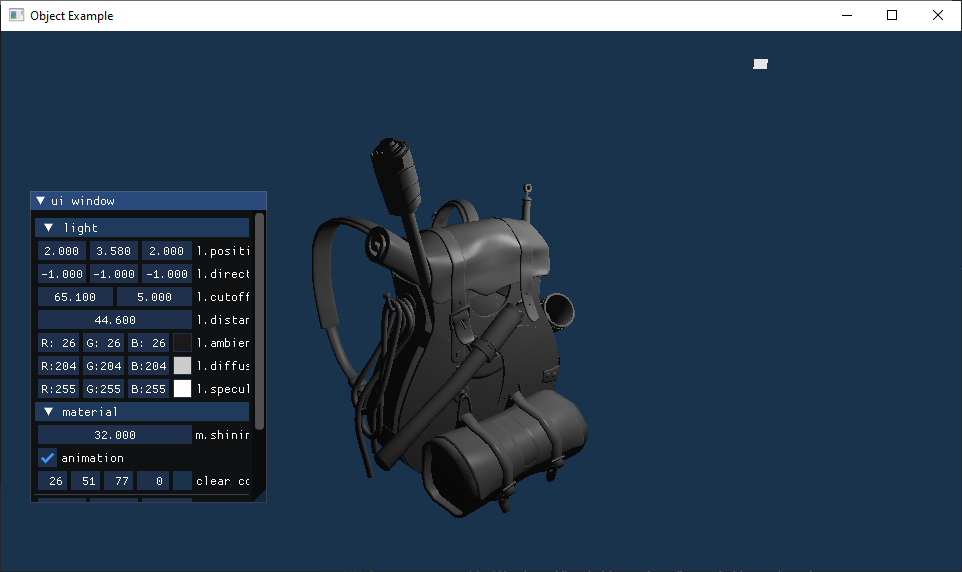 Object Example
ui window
light
2.000 3.580 2.000 l.positi
-1.000 -1.000 -1.000 l.direct
65.100 5.000 l.cutoff
44.600 l.distan
R: 26 G: 26 B: 26 l.ambien
R:204 G:204 B:204 l.diffus
R:255 G:255 B:255 l.specul
material
32.000 m.shinin
animation
26 51 77 0 clear co